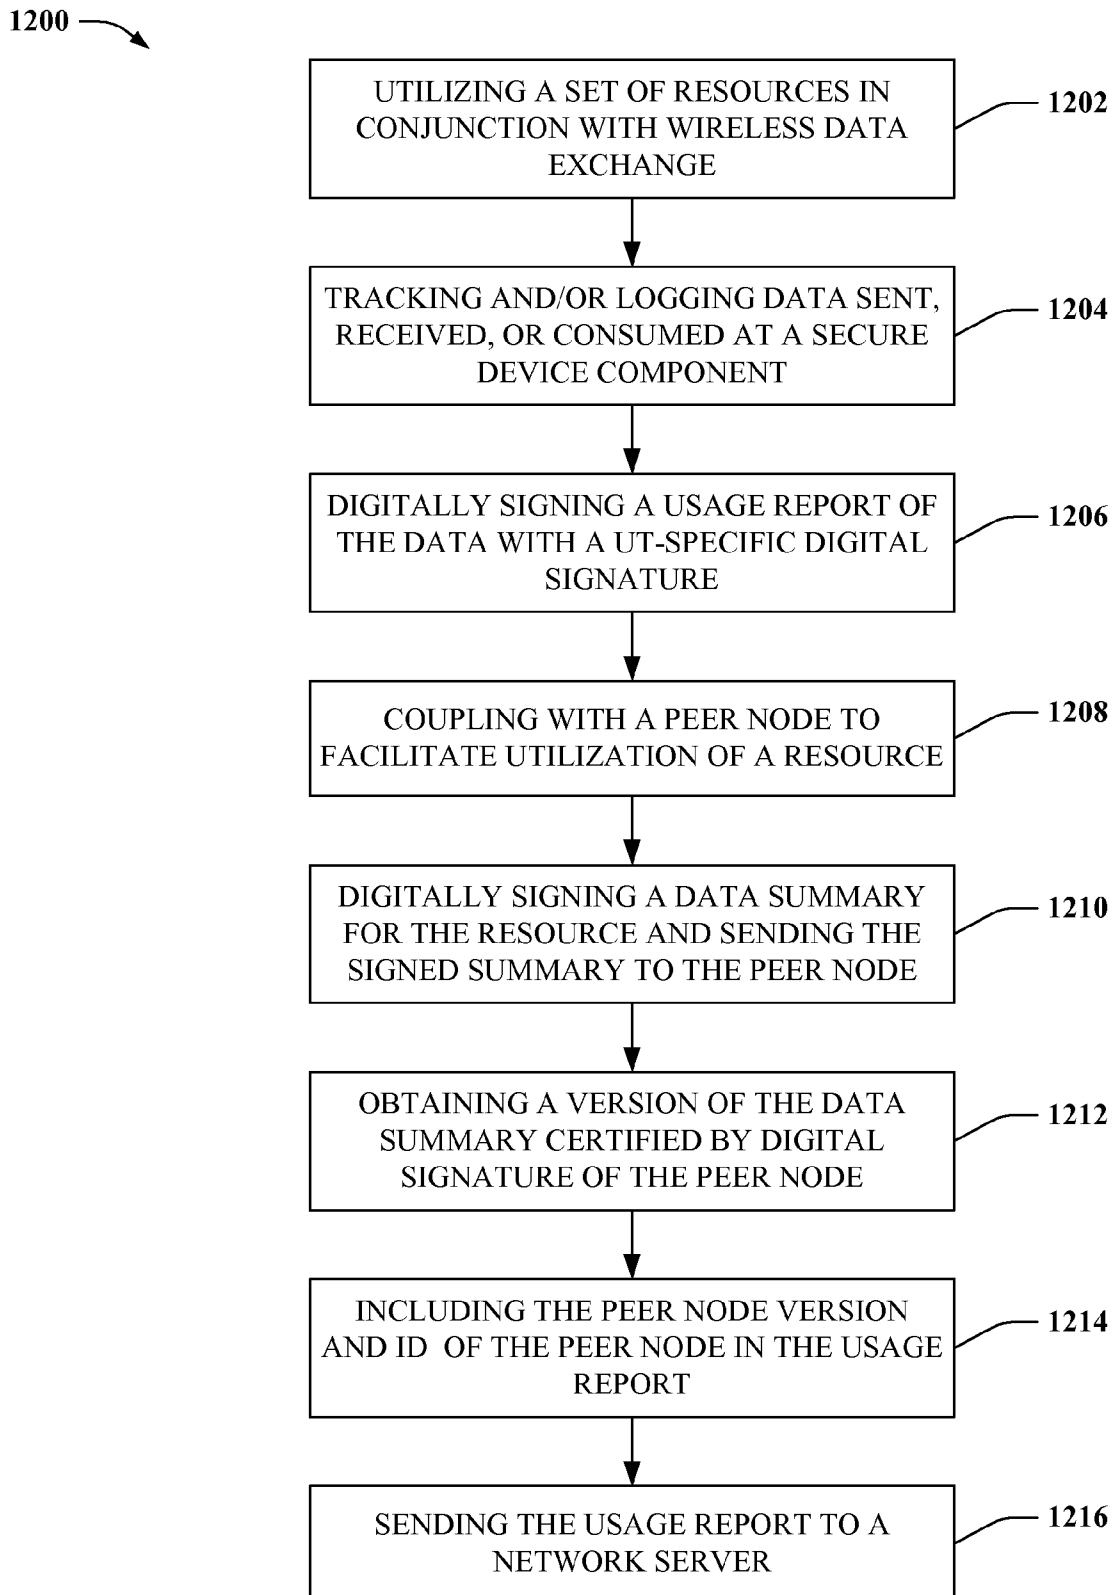 1200
UTILIZING A SET OF RESOURCES IN
CONJUNCTION WITH WIRELESS DATA
EXCHANGE
1202
TRACKING AND/OR LOGGING DATA SENT,
RECEIVED, OR CONSUMED AT A SECURE
DEVICE COMPONENT
1204
DIGITALLY SIGNING A USAGE REPORT OF
THE DATA WITH A UT-SPECIFIC DIGITAL
SIGNATURE
1206
COUPLING WITH A PEER NODE TO
FACILITATE UTILIZATION OF A RESOURCE
1208
DIGITALLY SIGNING A DATA SUMMARY
FOR THE RESOURCE AND SENDING THE
SIGNED SUMMARY TO THE PEER NODE
1210
OBTAINING A VERSION OF THE DATA
SUMMARY CERTIFIED BY DIGITAL
SIGNATURE OF THE PEER NODE
1212
INCLUDING THE PEER NODE VERSION
AND ID OF THE PEER NODE IN THE USAGE
REPORT
1214
SENDING THE USAGE REPORT TO A
NETWORK SERVER
1216